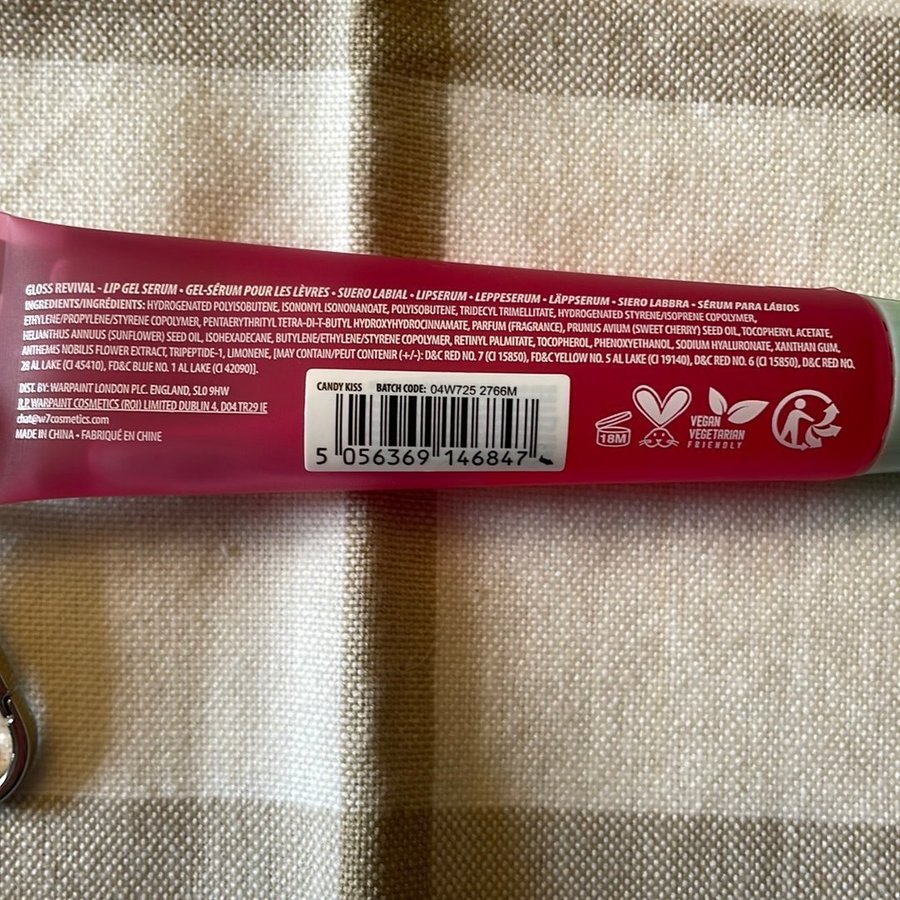 GLOSS REVIVAL - LIP GEL SERUM - GEL-SÉRUM POUR LES LÈVRES - SUERO LABIAL - LIPSERUM - LEPPESERUM - LÄPPSERUM - SIERO LABBRA - SÉRUM PARA LÁBIOS
INGREDIENTS/INGRÉDIENTS: HYDROGENATED POLYISOBUTENE, ISONONYL ISONONANOATE, POLYISOBUTENE, TRIDECYL TRIMELLITATE, HYDROGENATED STYRENE/ISOPRENE COPOLYMER,
ETHYLENE/PROPYLENE/STYRENE COPOLYMER, PENTAERYTHRITYL TETRA-DI-T-BUTYL HYDROXYHYDROCINNAMATE, PARFUM (FRAGRANCE), PRUNUS AVIUM (SWEET CHERRY) SEED OIL, TOCOPHERYL ACETATE,
HELIANTHUS ANNUUS (SUNFLOWER) SEED OIL, ISOHEXADECANE, BUTYLENE/ETHYLENE/STYRENE COPOLYMER, RETINYL PALMITATE, TOCOPHEROL, PHENOXYETHANOL, SODIUM HYALURONATE, XANTHAN GUM,
ANTHEMIS NOBILIS FLOWER EXTRACT, TRIPEPTIDE-1, LIMONENE, [MAY CONTAIN/PEUT CONTENIR (+/-): D&C RED NO. 7 (CI 15850), FD&C YELLOW NO. 5 AL LAKE (CI 19140), D&C RED NO. 6 (CI 15850), D&C RED NO.
28 AL LAKE (CI 45410), FD&C BLUE NO. 1 AL LAKE (CI 42090)].
DIST. BY: WARPAINT LONDON PLC. ENGLAND, SL0 9HW
R.P. WARPAINT COSMETICS (ROI) LIMITED DUBLIN 4, D04 TR29 IE
chat@w7cosmetics.com
MADE IN CHINA • FABRIQUÉ EN CHINE
CANDY KISS BATCH CODE: 04W725 2766M
5 056369 146847
18M
VEGAN
VEGETARIAN
FRIENDLY